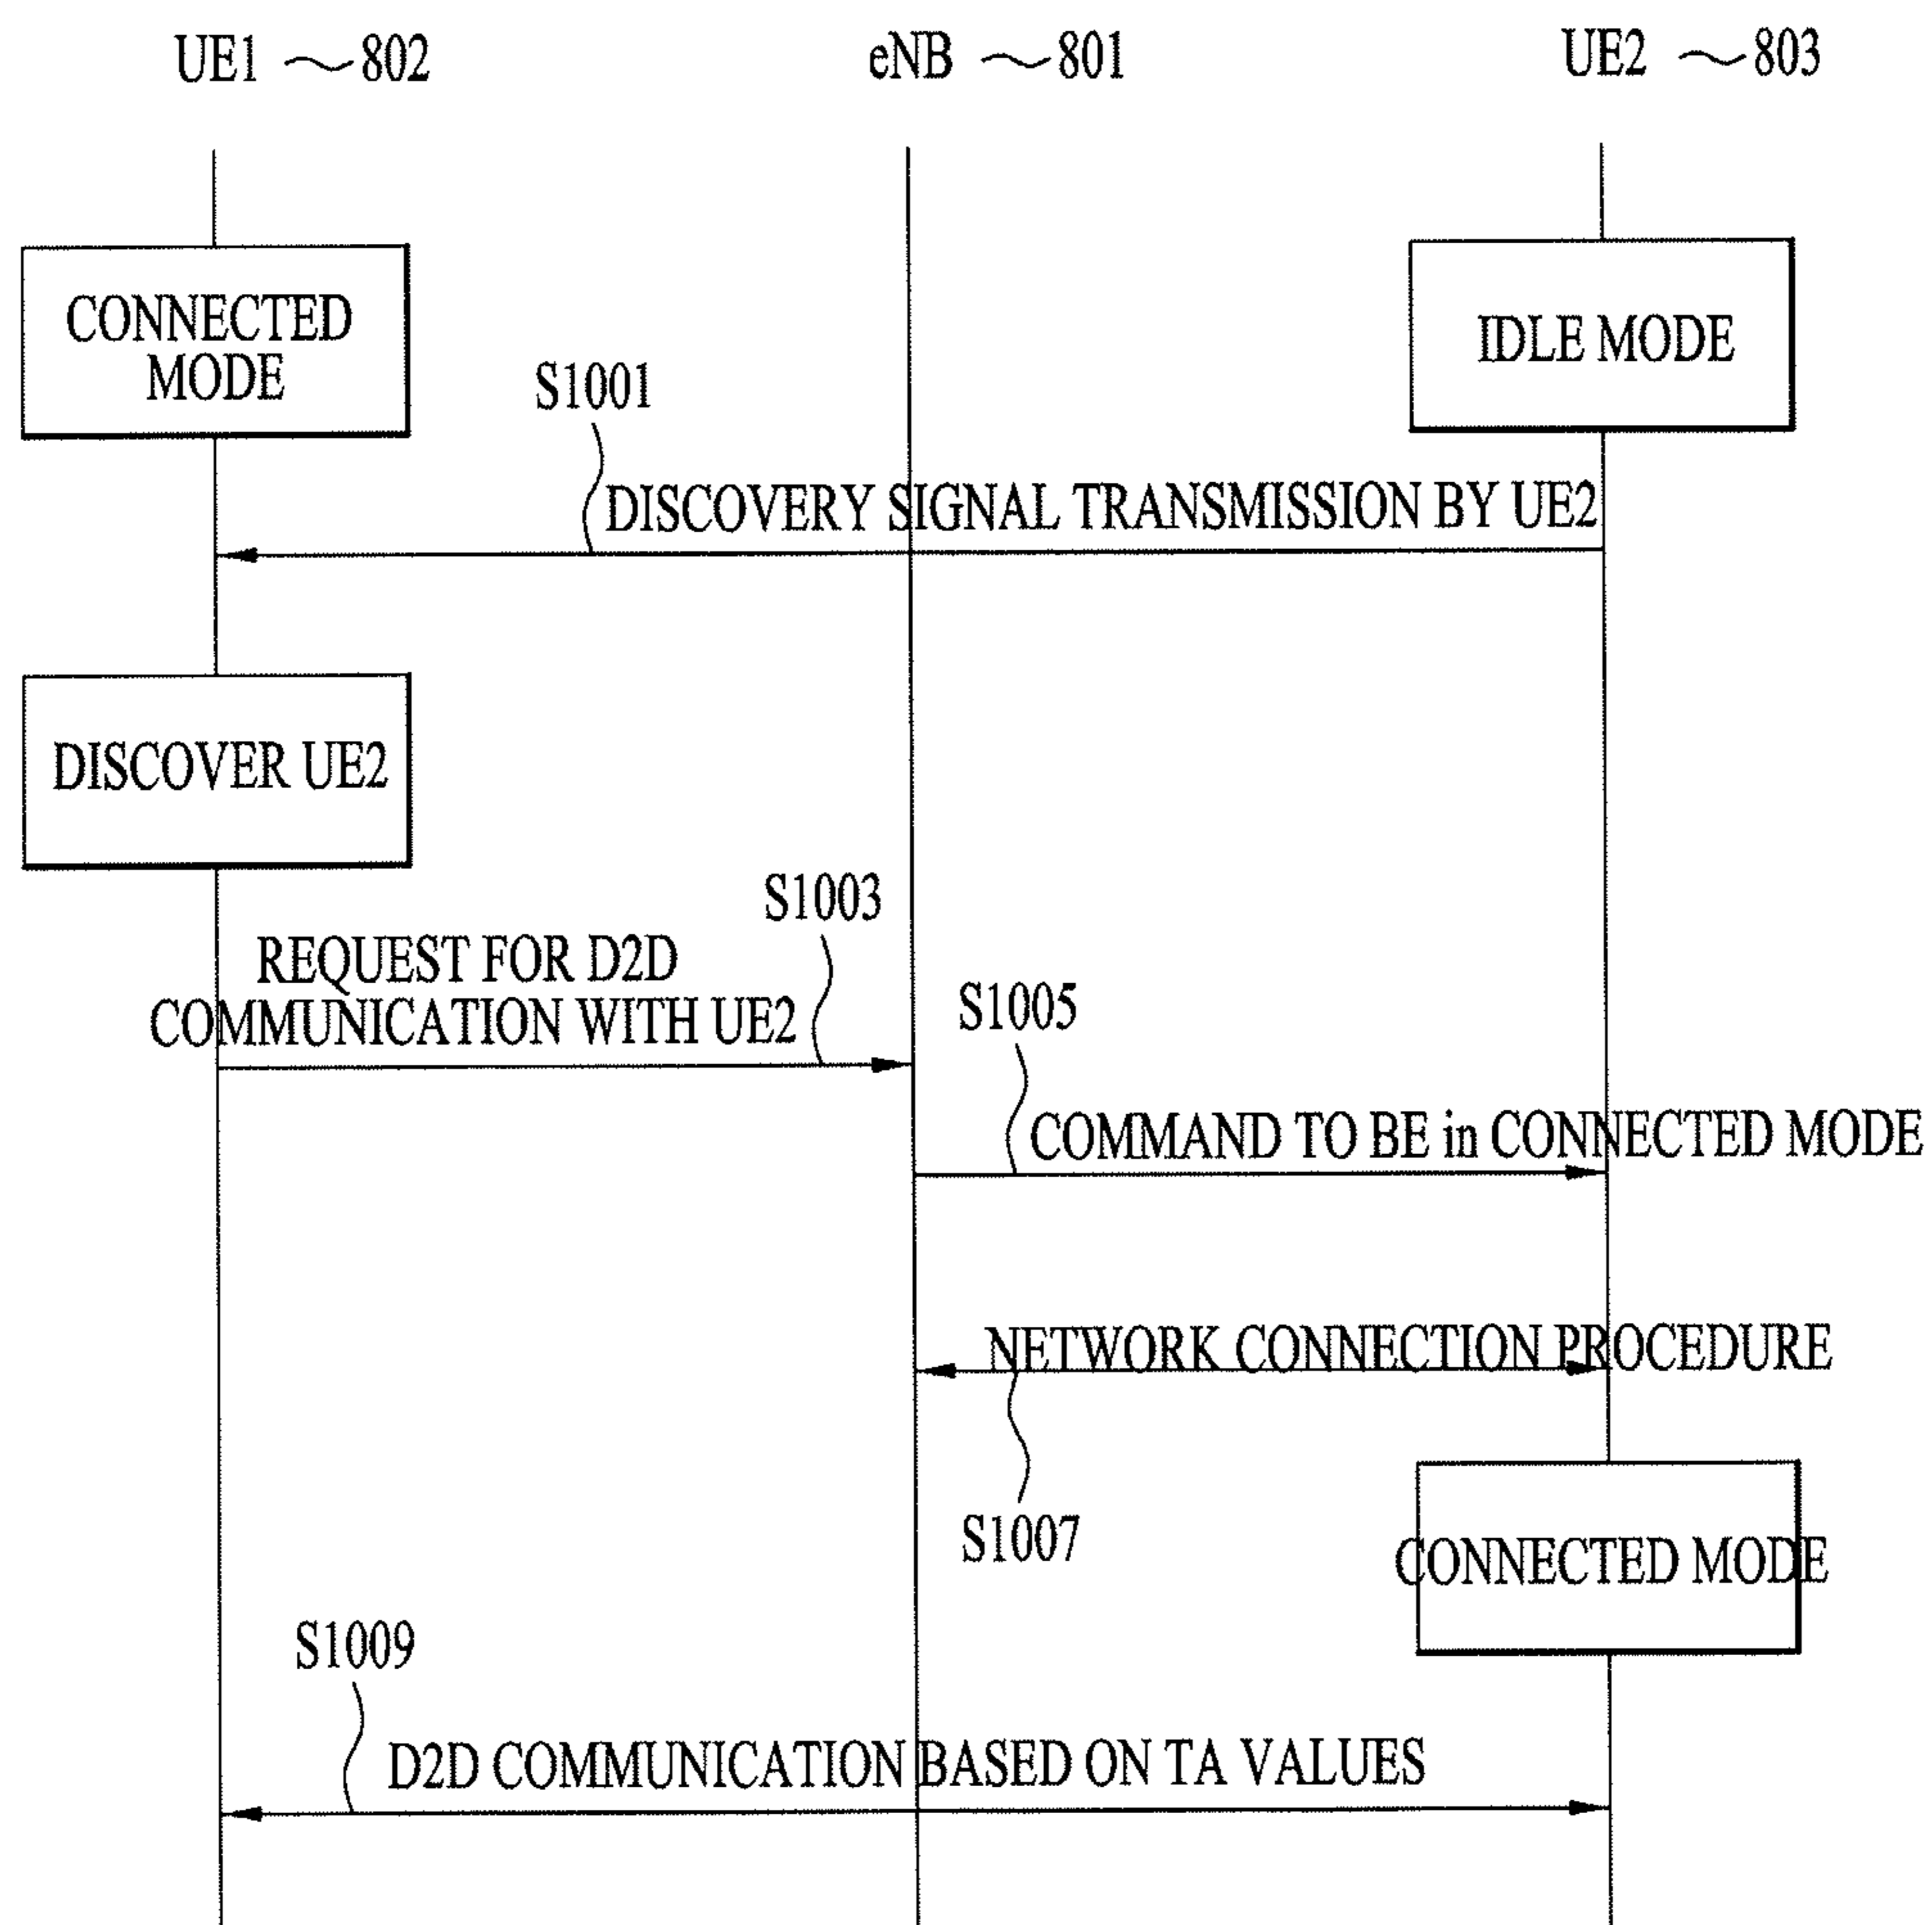 UE1 802
eNB 801
UE2 803
CONNECTED
MODE
IDLE MODE
S1001
DISCOVERY SIGNAL TRANSMISSION BY UE2
DISCOVER UE2
S1003
REQUEST FOR D2D
COMMUNICATION WITH UE2
S1005
COMMAND TO BE in CONNECTED MODE
NETWORK CONNECTION PROCEDURE
S1007
CONNECTED MODE
S1009
D2D COMMUNICATION BASED ON TA VALUES